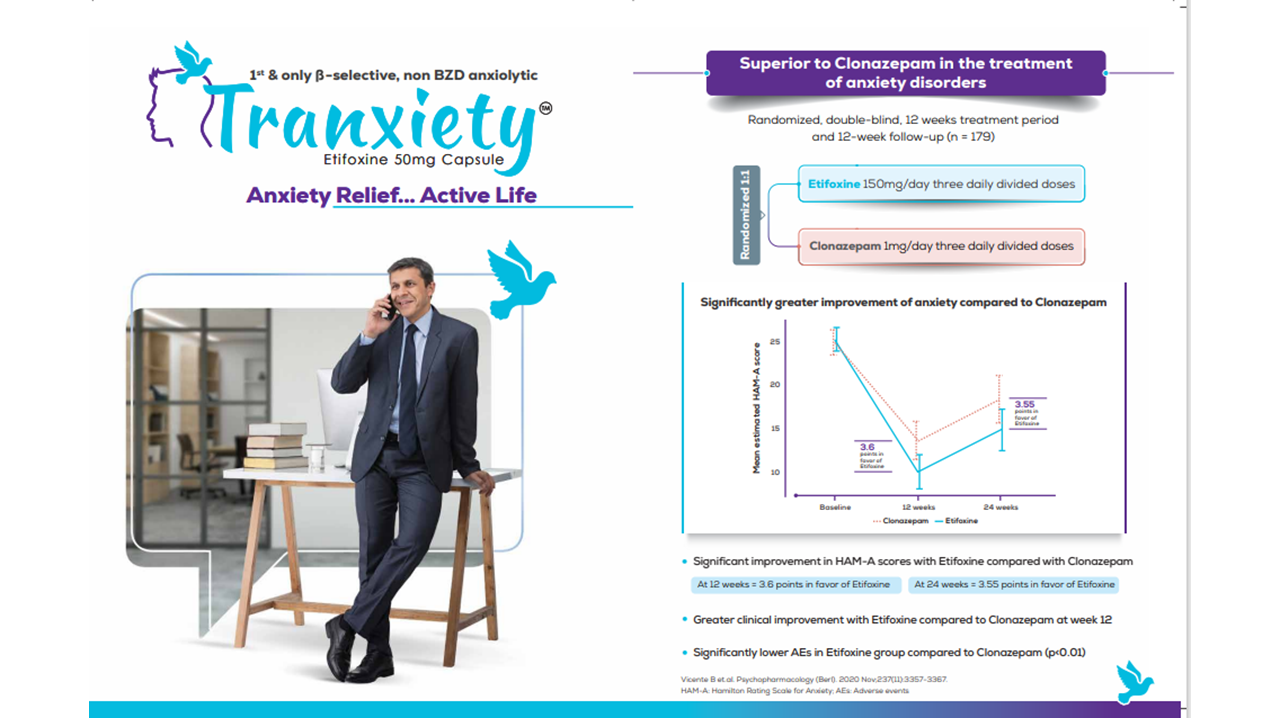 1st & only β-selective, non BZD anxiolytic
Tranxiety™
Etifoxine 50mg Capsule
Anxiety Relief... Active Life
Superior to Clonazepam in the treatment
of anxiety disorders
Randomized, double-blind, 12 weeks treatment period
and 12-week follow-up (n = 179)
Randomized 1:1
Etifoxine 150mg/day three daily divided doses
Clonazepam 1mg/day three daily divided doses
Significantly greater improvement of anxiety compared to Clonazepam
Mean estimated HAM-A score
25
20
15
10
3.6
points in
favor of
Etifoxine
3.55
points in
favor of
Etifoxine
Baseline
12 weeks
24 weeks
Clonazepam
Etifoxine
• Significant improvement in HAM-A scores with Etifoxine compared with Clonazepam
At 12 weeks = 3.6 points in favor of Etifoxine
At 24 weeks = 3.55 points in favor of Etifoxine
• Greater clinical improvement with Etifoxine compared to Clonazepam at week 12
• Significantly lower AEs in Etifoxine group compared to Clonazepam (p<0.01)
Vicente B et.al. Psychopharmacology (Berl). 2020 Nov;237(11):3357-3367.
HAM-A: Hamilton Rating Scale for Anxiety; AEs: Adverse events